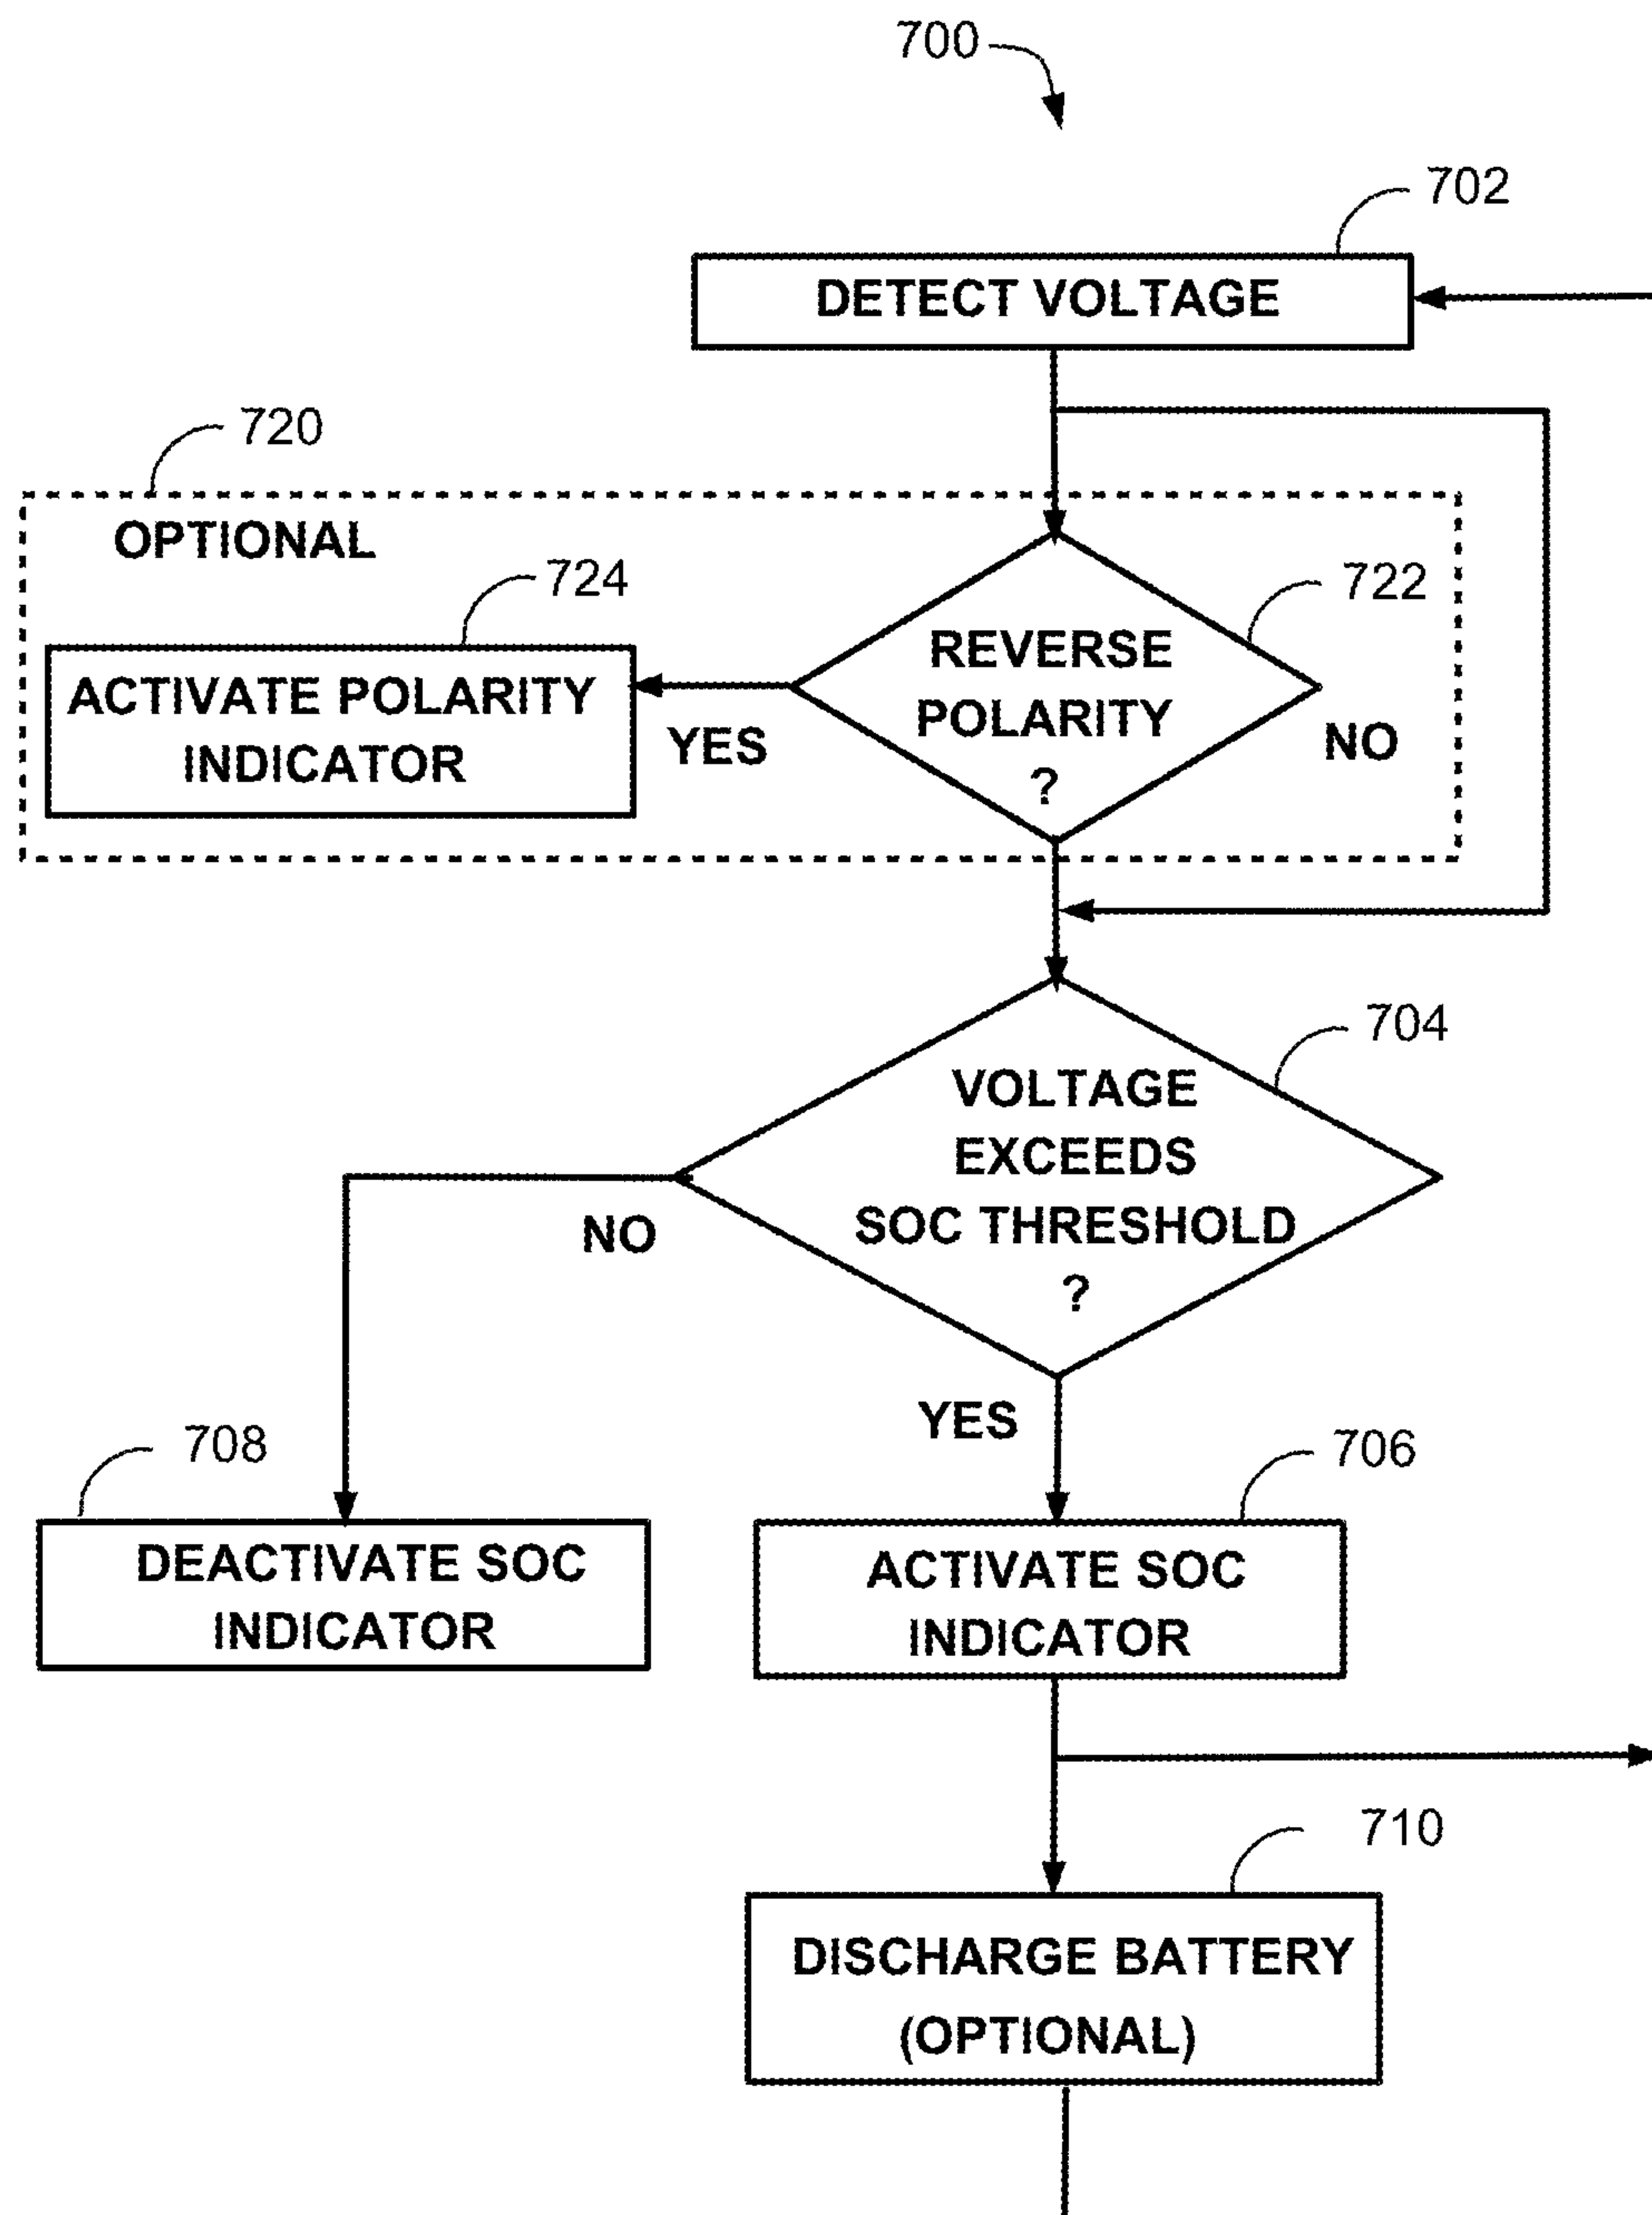 700
702
DETECT VOLTAGE
720
OPTIONAL
724
722
ACTIVATE POLARITY
INDICATOR
YES
REVERSE
POLARITY
?
NO
704
VOLTAGE
EXCEEDS
SOC THRESHOLD
?
NO
YES
708
706
DEACTIVATE SOC
INDICATOR
ACTIVATE SOC
INDICATOR
710
DISCHARGE BATTERY
(OPTIONAL)